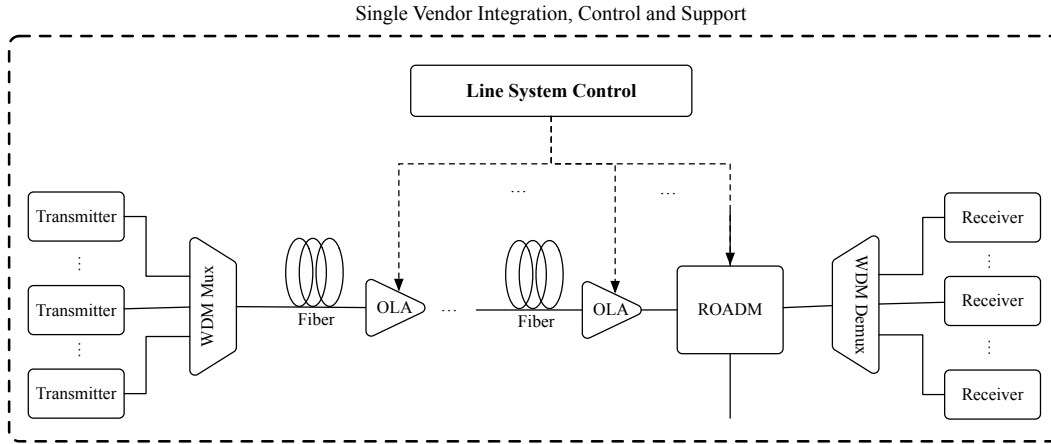 Single Vendor Integration, Control and Support
Line System Control
...
...
Transmitter
...
Transmitter
...
Transmitter
WDM Mux
Fiber
OLA
...
Fiber
OLA
ROADM
WDM Demux
Receiver
...
Receiver
...
Receiver